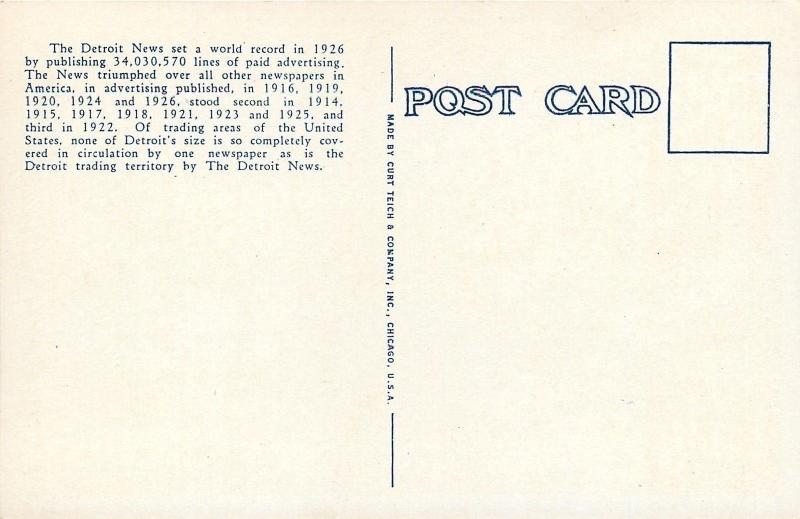 The Detroit News set a world record in 1926
by publishing 34,030,570 lines of paid advertising.
The News triumphed over all other newspapers in
America, in advertising published, in 1916, 1919,
1920, 1924 and 1926, stood second in 1914,
1915, 1917, 1918, 1921, 1923 and 1925, and
third in 1922. Of trading areas of the United
States, none of Detroit's size is so completely cov-
ered in circulation by one newspaper as is the
Detroit trading territory by The Detroit News.
MADE BY CURT TEICH & COMPANY, INC., CHICAGO, U.S.A.
POST CARD